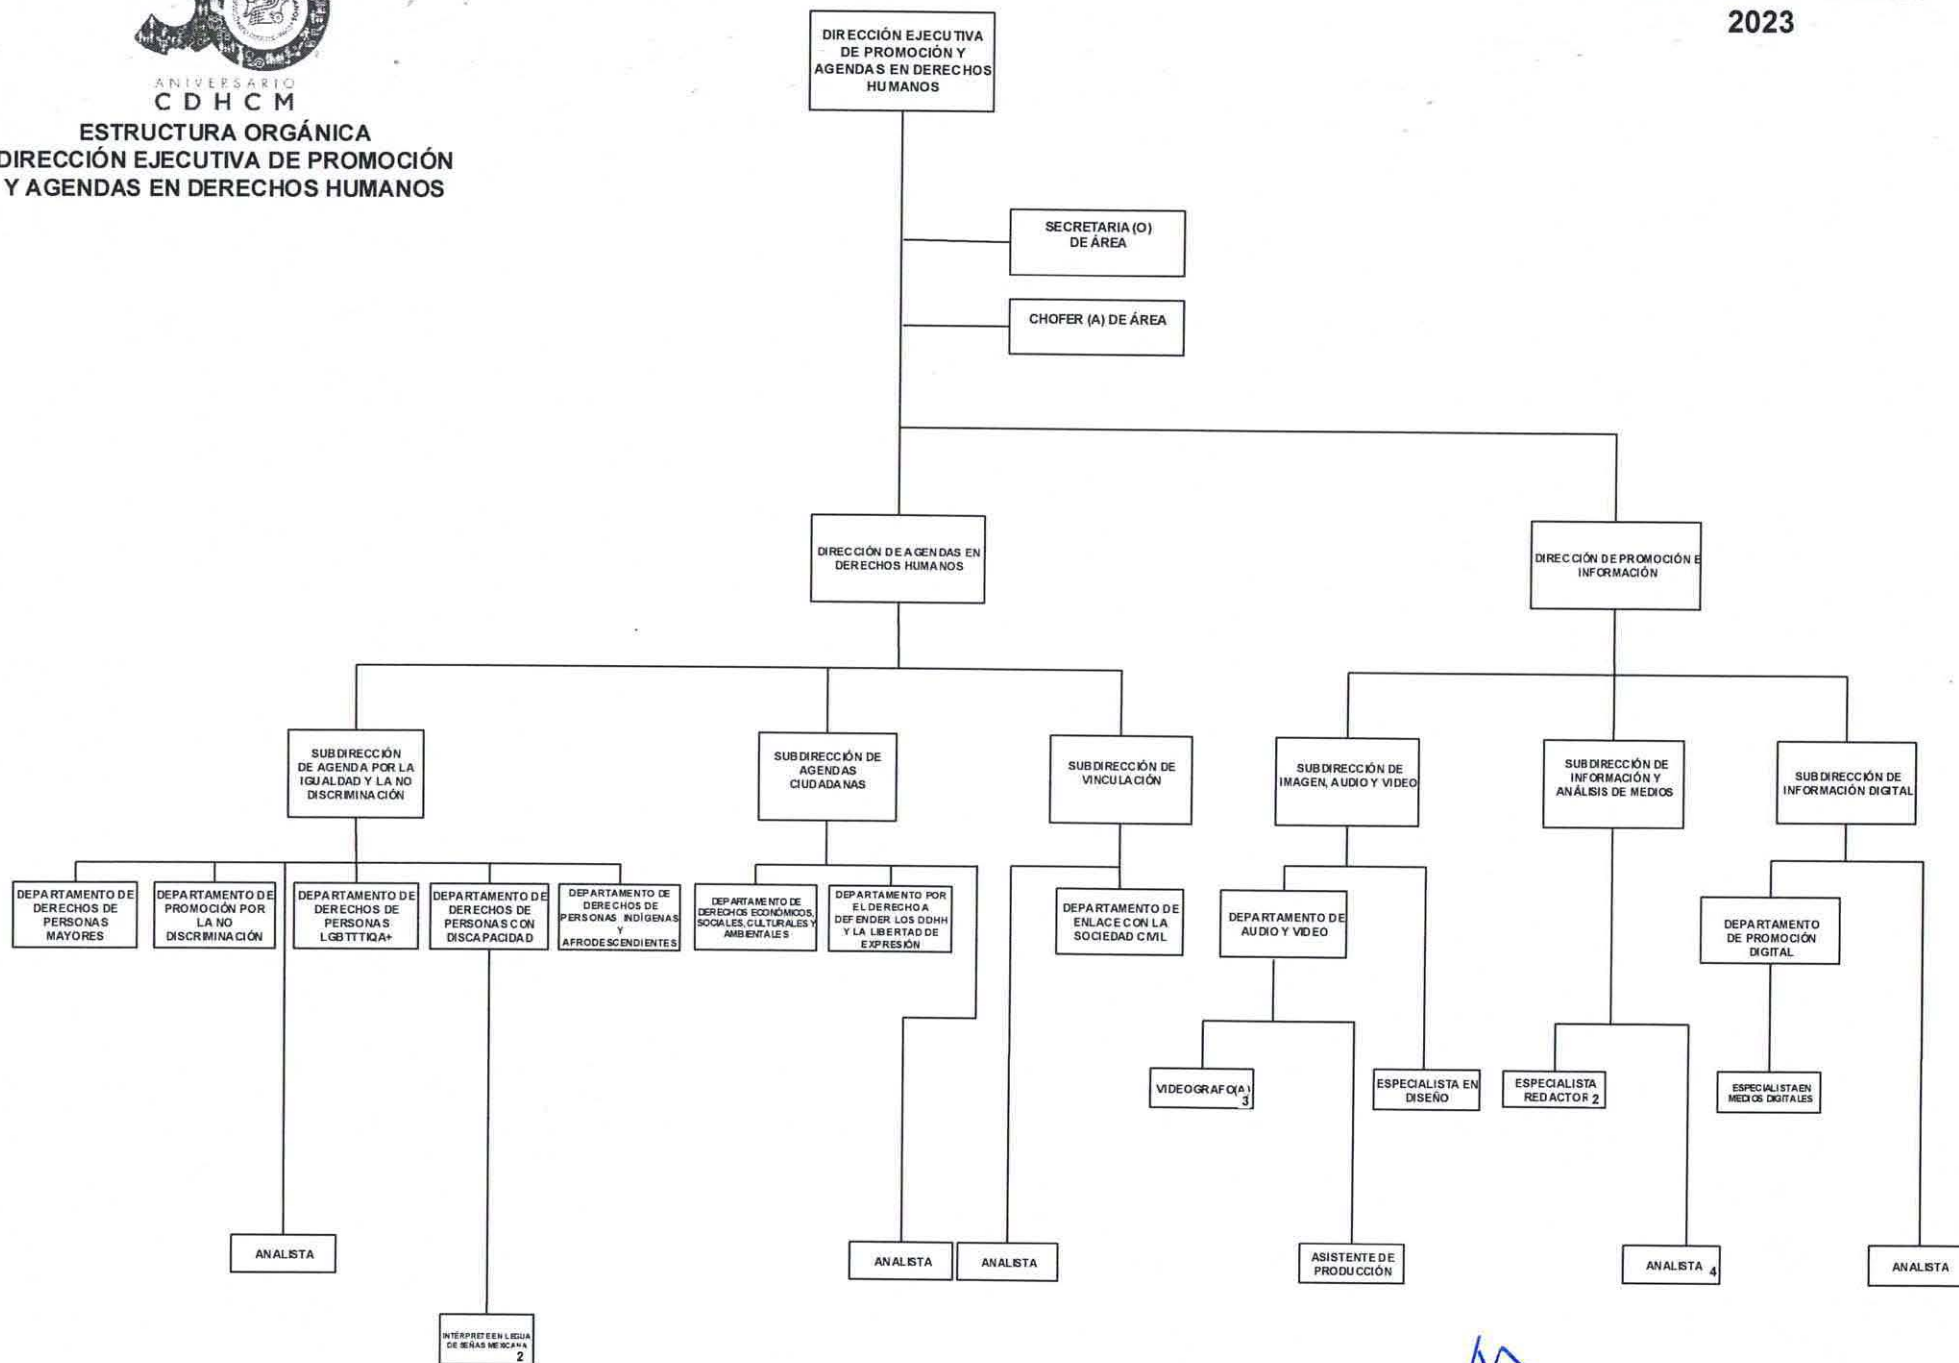 2023
ANIVERSARIO
CDHCM
ESTRUCTURA ORGÁNICA
DIRECCIÓN EJECUTIVA DE PROMOCIÓN
Y AGENDAS EN DERECHOS HUMANOS
DIRECCIÓN EJECUTIVA
DE PROMOCIÓN Y
AGENDAS EN DERECHOS
HUMANOS
SECRETARIA (O)
DE ÁREA
CHOFER (A) DE ÁREA
DIRECCIÓN DE AGENDAS EN
DERECHOS HUMANOS
DIRECCIÓN DE PROMOCIÓN E
INFORMACIÓN
SUBDIRECCIÓN
DE AGENDA POR LA
IGUALDAD Y LA NO
DISCRIMINACIÓN
SUBDIRECCIÓN DE
AGENDAS
CIUDADANAS
SUBDIRECCIÓN DE
VINCULACIÓN
SUBDIRECCIÓN DE
IMAGEN, AUDIO Y VIDEO
SUBDIRECCIÓN DE
INFORMACIÓN Y
ANÁLISIS DE MEDIOS
SUBDIRECCIÓN DE
INFORMACIÓN DIGITAL
DEPARTAMENTO DE
DERECHOS DE
PERSONAS
MAYORES
DEPARTAMENTO DE
PROMOCIÓN POR
LA NO
DISCRIMINACIÓN
DEPARTAMENTO DE
DERECHOS DE
PERSONAS
LGBTTTIQA+
DEPARTAMENTO DE
DERECHOS DE
PERSONAS CON
DISCAPACIDAD
DEPARTAMENTO DE
DERECHOS DE
PERSONAS INDÍGENAS
Y
AFRODESCENDIENTES
DEPARTAMENTO DE
DERECHOS ECONÓMICOS,
SOCIALES, CULTURALES Y
AMBIENTALES
DEPARTAMENTO POR
EL DERECHO A
DEFENDER LOS DDHH
Y LA LIBERTAD DE
EXPRESIÓN
DEPARTAMENTO DE
ENLACE CON LA
SOCIEDAD CIVIL
DEPARTAMENTO DE
AUDIO Y VIDEO
DEPARTAMENTO
DE PROMOCIÓN
DIGITAL
VIDEOGRAFO(A)
3
ESPECIALISTA EN
DISEÑO
ESPECIALISTA
REDACTOR 2
ESPECIALISTA EN
MEDIOS DIGITALES
ANALISTA
ANALISTA
ANALISTA
ASISTENTE DE
PRODUCCIÓN
ANALISTA 4
ANALISTA
INTÉRPRETE EN LEGUA
DE SEÑAS MEXICANA
2